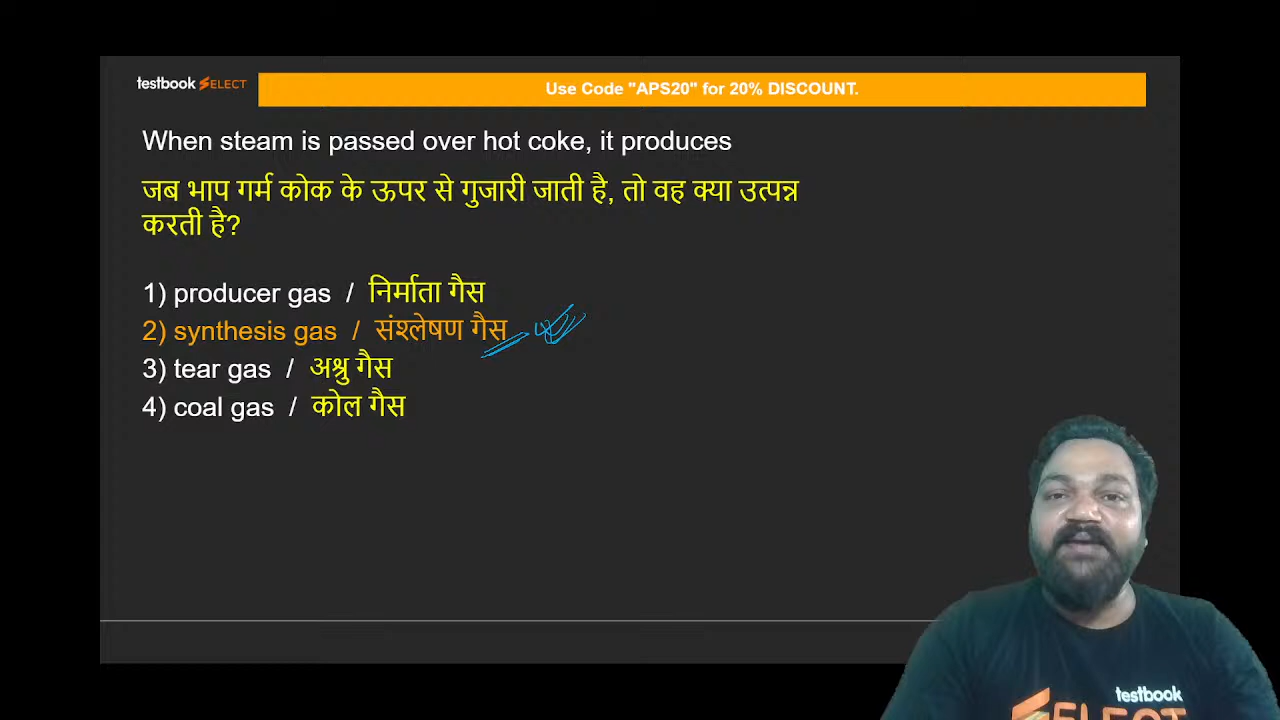 testbook SELECT
Use Code "APS20" for 20% DISCOUNT.
When steam is passed over hot coke, it produces
जब भाप गर्म कोक के ऊपर से गुजारी जाती है, तो वह क्या उत्पन्न
करती है?
1) producer gas / निर्माता गैस
2) synthesis gas / संश्लेषण गैस
3) tear gas / अश्रु गैस
4) coal gas / कोल गैस
testbook
SELECT